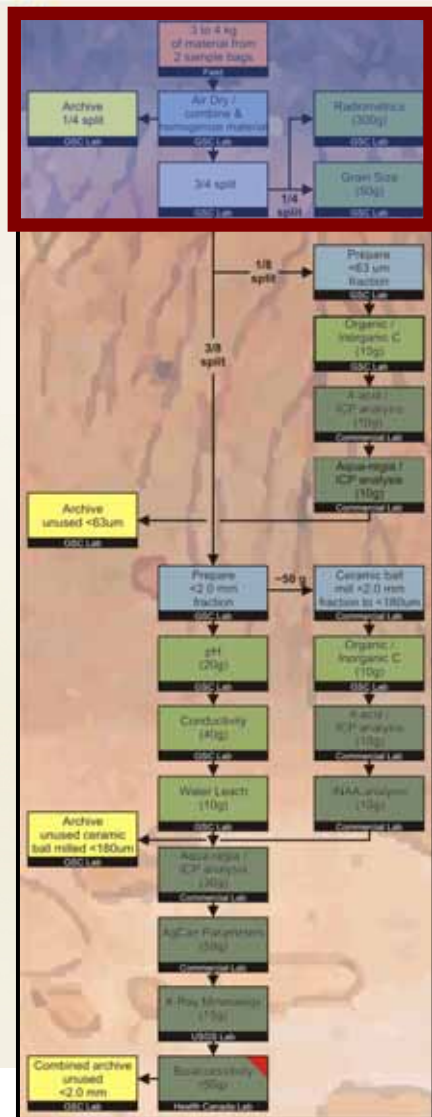 3 to 4 kg
of material from
2 sample bags
Field
Archive
1/4 split
GSC Lab
Air Dry /
combine &
homogenize material
GSC Lab
Radiometrics
(300g)
GSC Lab
3/4 split
GSC Lab
1/4
split
Grain Size
GSC Lab
1/8
split
Prepare
<63 um
fraction
GSC Lab
3/8
split
Organic /
Inorganic C
(10g)
GSC Lab
4-acid /
ICP analysis
(10g)
Commercial Lab
Aqua-regia /
ICP analysis
(10g)
Commercial Lab
Archive
unused <63um
GSC Lab
Prepare
<2.0 mm
fraction
GSC Lab
~50 g
Ceramic ball
mill <2.0 mm
fraction to <180um
Commercial Lab
pH
(20g)
GSC Lab
Organic /
Inorganic C
(10g)
GSC Lab
Conductivity
(40g)
GSC Lab
4-acid /
ICP analysis
(10g)
Commercial Lab
Water Leach
(10g)
GSC Lab
INAA analysis
(10g)
Commercial Lab
Archive
unused ceramic
ball milled <180um
GSC Lab
Aqua-regia /
ICP analysis
(30g)
Commercial Lab
AgCan Parameters
(50g)
Commercial Lab
X-Ray Mineralogy
(15g)
USGS Lab
Combined archive
unused
<2.0 mm
GSC Lab
Bioaccessivity
Health Canada Lab